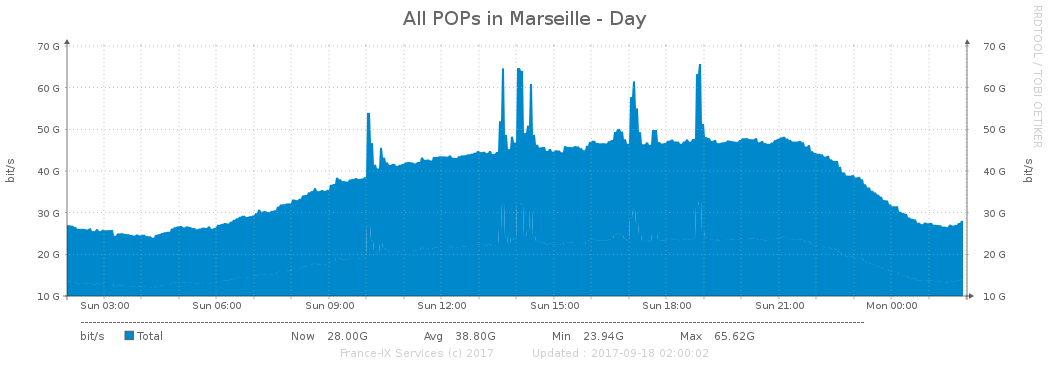 All POPs in Marseille - Day
RRDTOOL / TOBI OETIKER
70 G 70 G
60 G 60 G
50 G 50 G
40 G 40 G
30 G 30 G
20 G 20 G
10 G 10 G
bit/s bit/s
Sun 03:00 Sun 06:00 Sun 09:00 Sun 12:00 Sun 15:00 Sun 18:00 Sun 21:00 Mon 00:00
bit/s Total Now 28.00G Avg 38.80G Min 23.94G Max 65.62G
France-IX Services (c) 2017 Updated : 2017-09-18 02:00:02